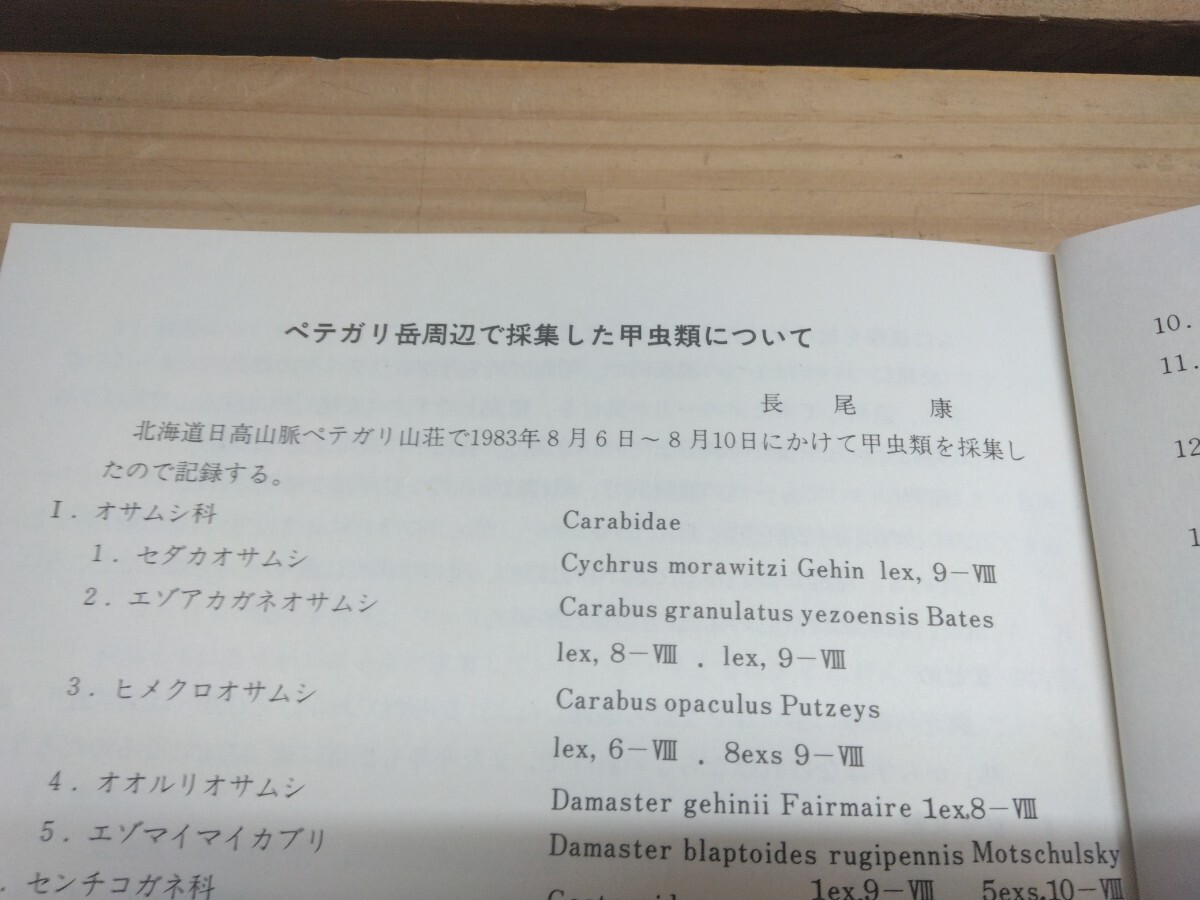 ペテガリ岳周辺で採集した甲虫類について
長尾 康
北海道日高山脈ペテガリ山荘で1983年8月6日～8月10日にかけて甲虫類を採集し
たので記録する。
I. オサムシ科 Carabidae
1. セダカオサムシ Cychrus morawitzi Gehin lex, 9-Ⅷ
2. エゾアカガネオサムシ Carabus granulatus yezoensis Bates
lex, 8-Ⅷ . lex, 9-Ⅷ
3. ヒメクロオサムシ Carabus opaculus Putzeys
lex, 6-Ⅷ . 8exs 9-Ⅷ
4. オオルリオサムシ Damaster gehinii Fairmaire 1ex,8-Ⅷ
5. エゾマイマイカブリ Damaster blaptoides rugipennis Motschulsky
1ex,9-Ⅷ 5exs,10-Ⅷ
. センチコガネ科
10.
11.
12
1